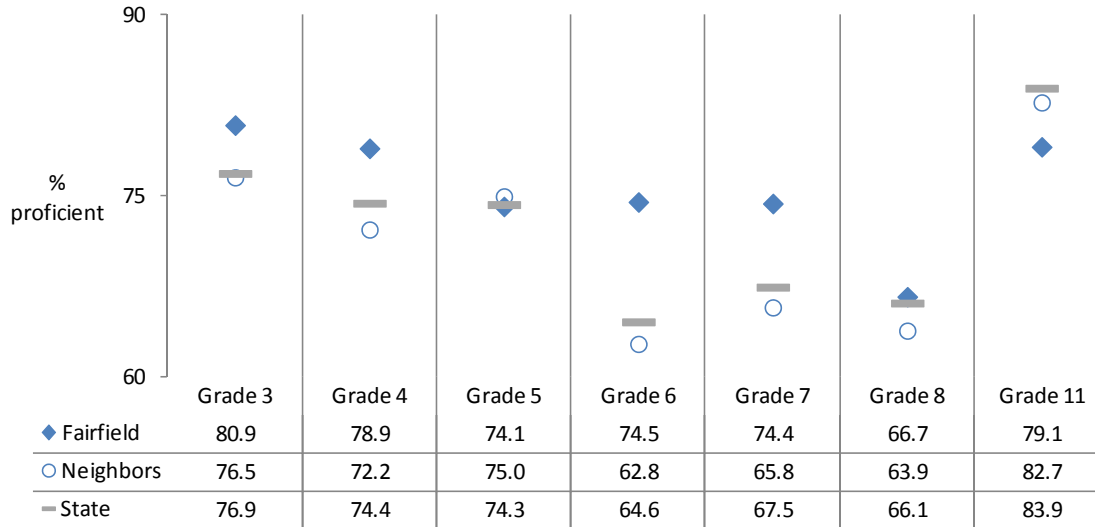 90
75
60
%
proficient
Grade 3 Grade 4 Grade 5 Grade 6 Grade 7 Grade 8 Grade 11
Fairfield 80.9 78.9 74.1 74.5 74.4 66.7 79.1
Neighbors 76.5 72.2 75.0 62.8 65.8 63.9 82.7
State 76.9 74.4 74.3 64.6 67.5 66.1 83.9